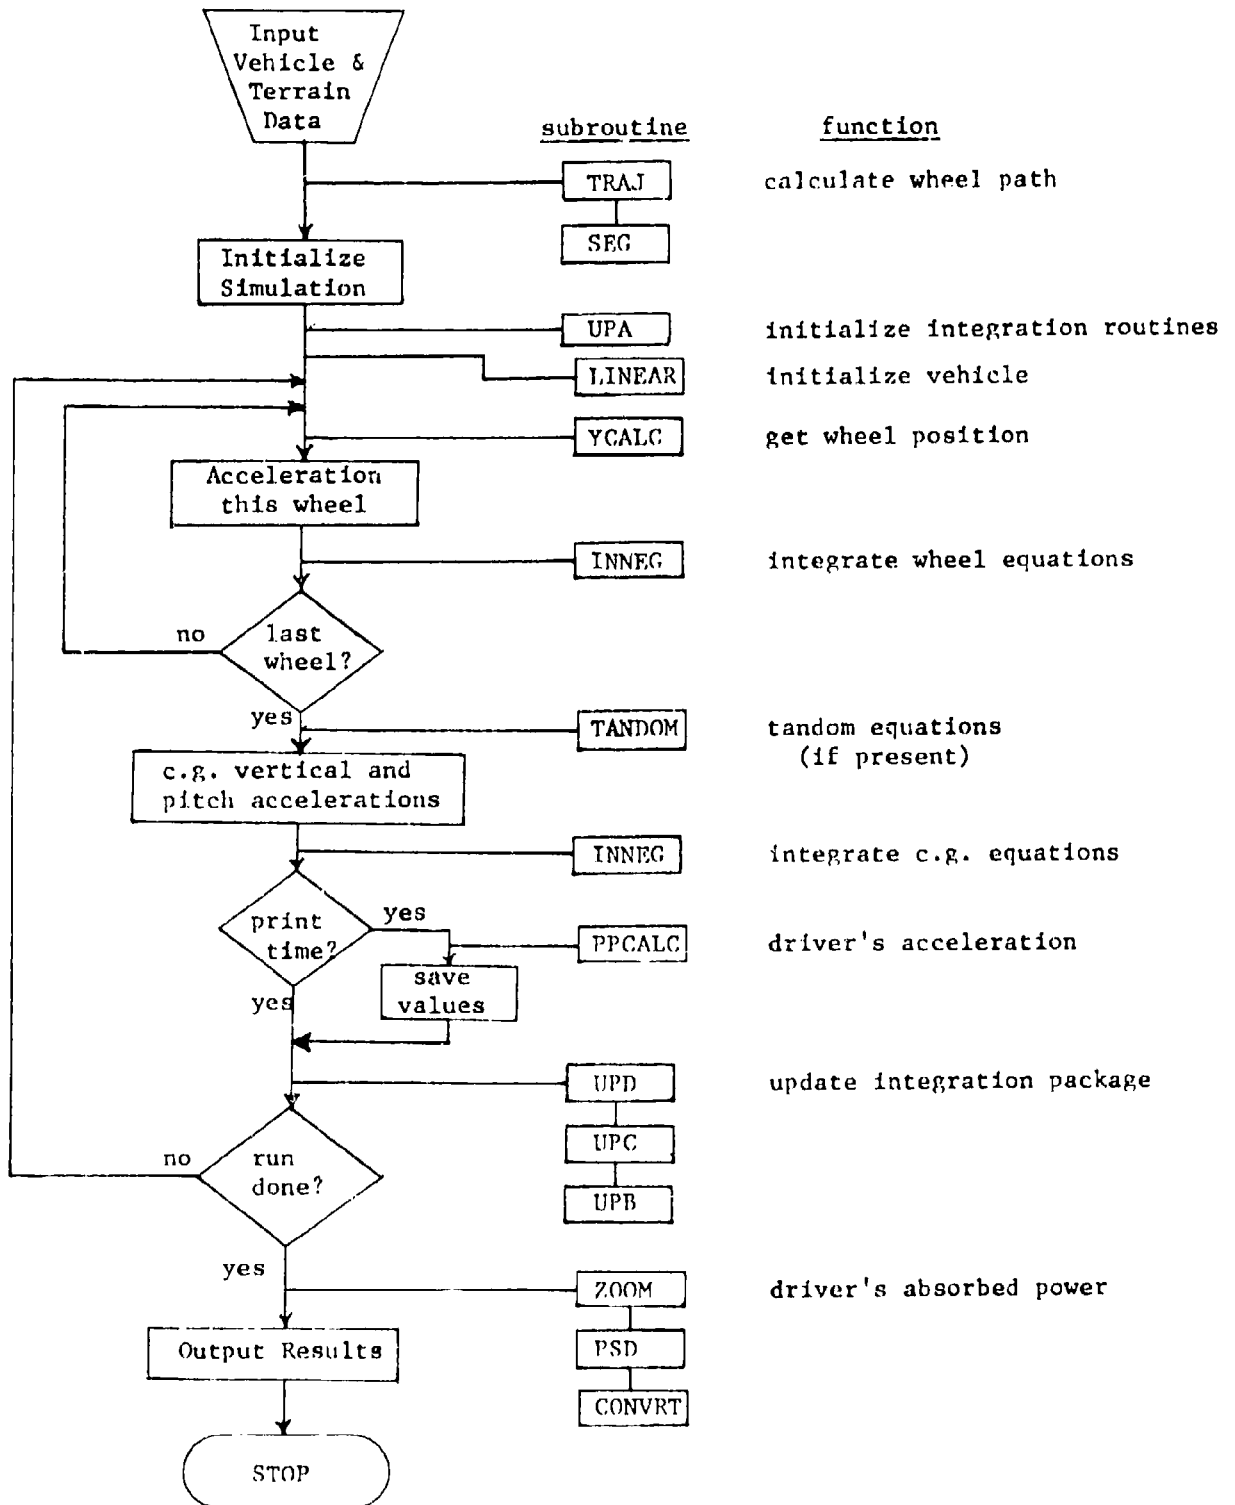 Input
Vehicle &
Terrain
Data
subroutine
function
TRAJ
calculate wheel path
SEG
Initialize
Simulation
UPA
initialize integration routines
LINEAR
initialize vehicle
YCALC
get wheel position
Acceleration
this wheel
INNEG
integrate wheel equations
no
last
wheel?
yes
TANDOM
tandom equations
(if present)
c.g. vertical and
pitch accelerations
INNEG
integrate c.g. equations
print
time?
yes
PPCALC
driver's acceleration
save
values
yes
UPD
update integration package
UPC
UPB
no
run
done?
yes
ZOOM
driver's absorbed power
PSD
CONVRT
Output Results
STOP